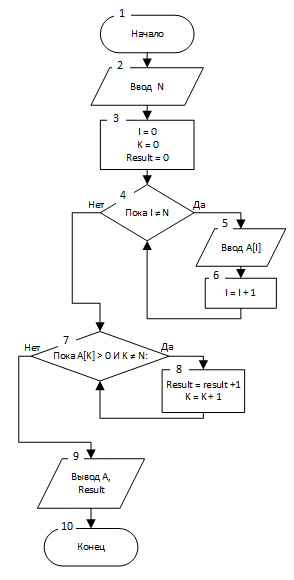 1
Начало
2
Ввод N
3
I = 0
K = 0
Result = 0
4
Нет
Пока I ≠ N
Да
5
Ввод A[I]
6
I = I + 1
7
Нет
Пока A[K] > 0 И K ≠ N:
Да
8
Result = result +1
K = K + 1
9
Вывод A,
Result
10
Конец